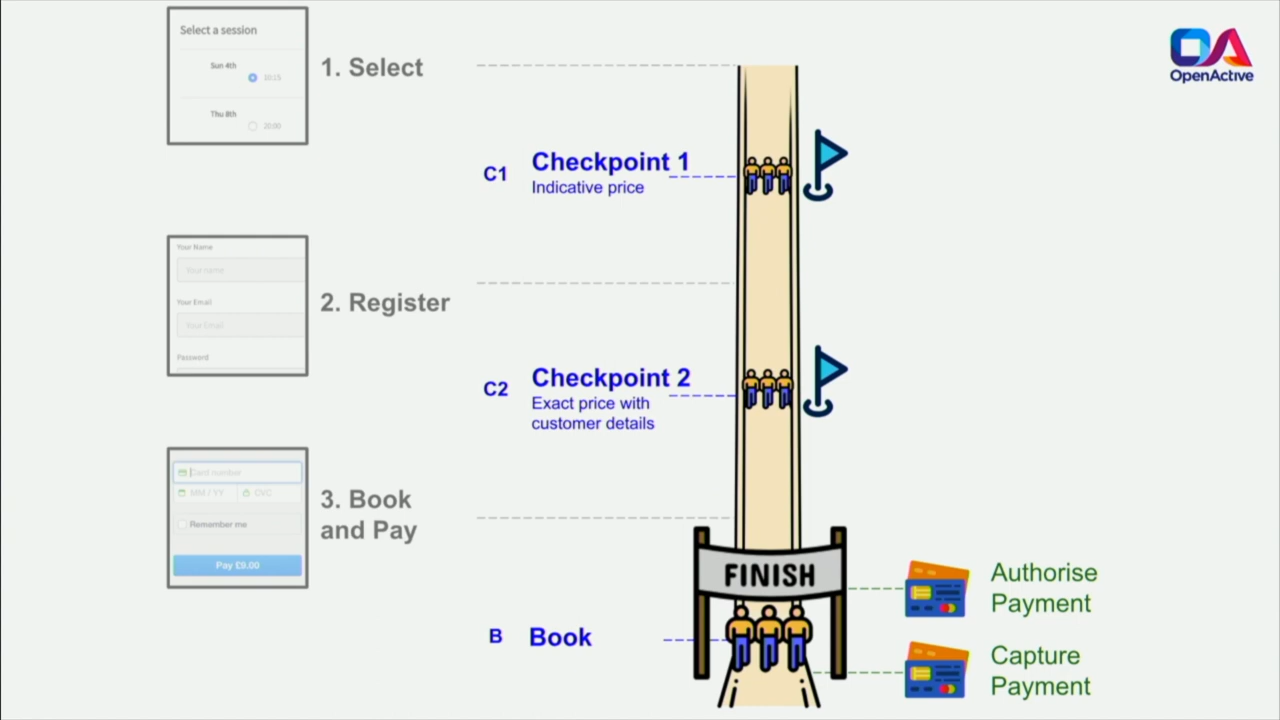 Select a session
Sun 4th
10:15
Thu 8th
20:00
1. Select
OpenActive
C1
Checkpoint 1
Indicative price
Your Name
Your name
Your Email
Your Email
Password
2. Register
C2
Checkpoint 2
Exact price with
customer details
Card number
MM / YY
CVC
Remember me
Pay £9.00
3. Book
and Pay
FINISH
B
Book
Authorise
Payment
Capture
Payment